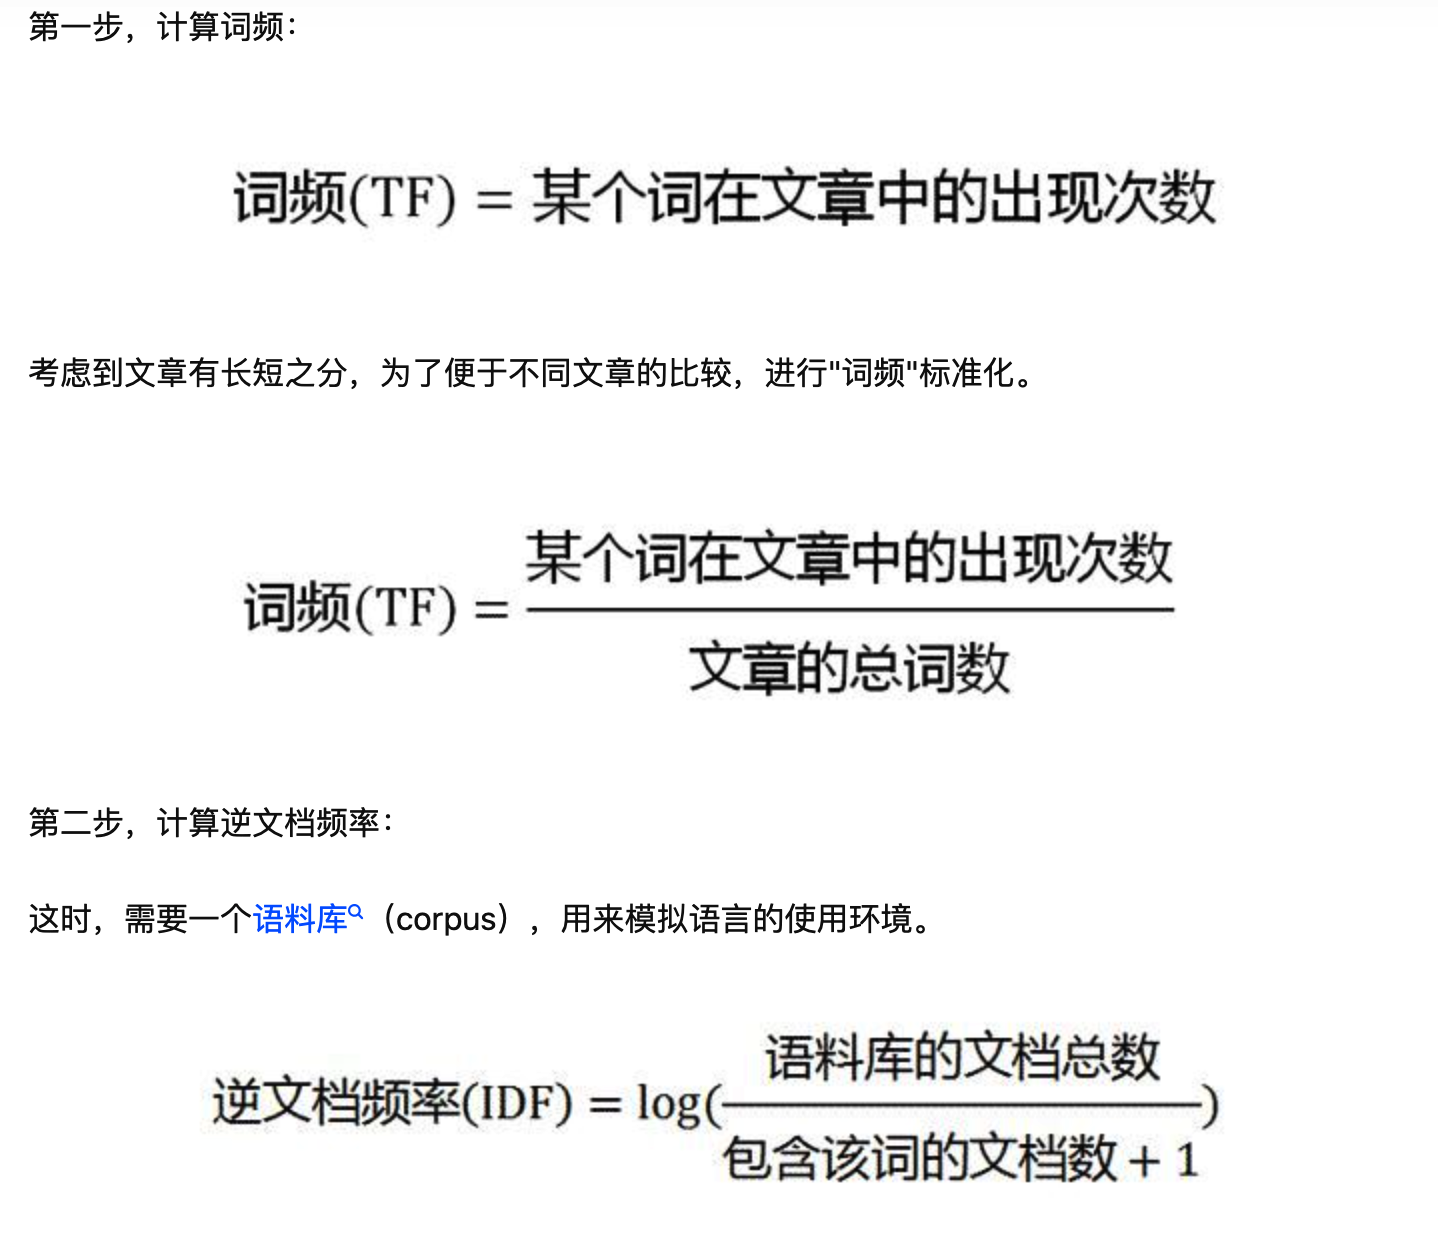 第一步，计算词频：
词频(TF) = 某个词在文章中的出现次数
考虑到文章有长短之分，为了便于不同文章的比较，进行"词频"标准化。
某个词在文章中的出现次数
词频(TF) =
文章的总词数
第二步，计算逆文档频率：
这时，需要一个语料库（corpus），用来模拟语言的使用环境。
语料库的文档总数
逆文档频率(IDF) = log( )
包含该词的文档数 + 1